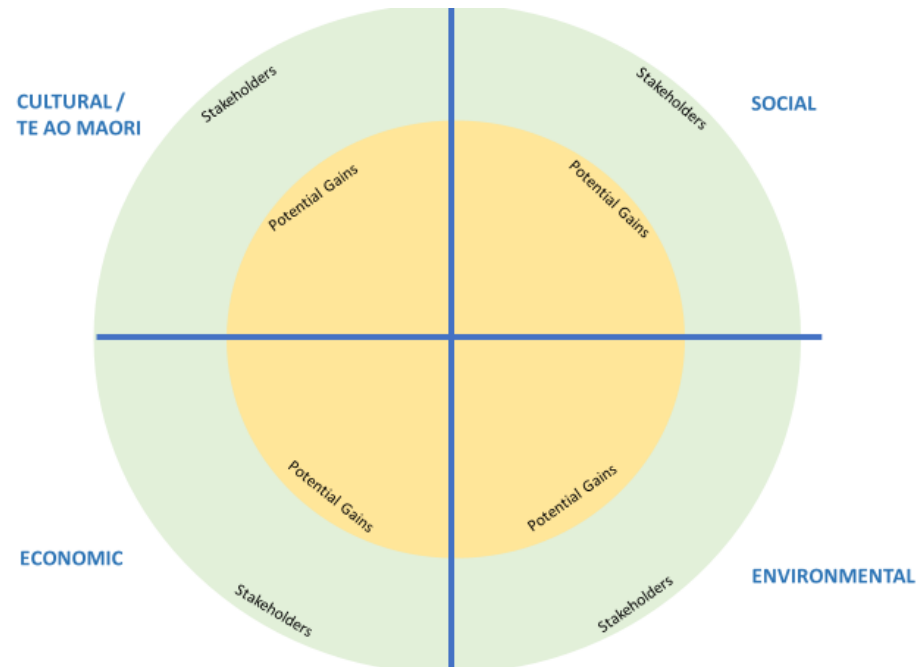 CULTURAL /
TE AO MAORI
Stakeholders
Potential Gains
SOCIAL
Stakeholders
Potential Gains
ECONOMIC
Potential Gains
Stakeholders
ENVIRONMENTAL
Potential Gains
Stakeholders